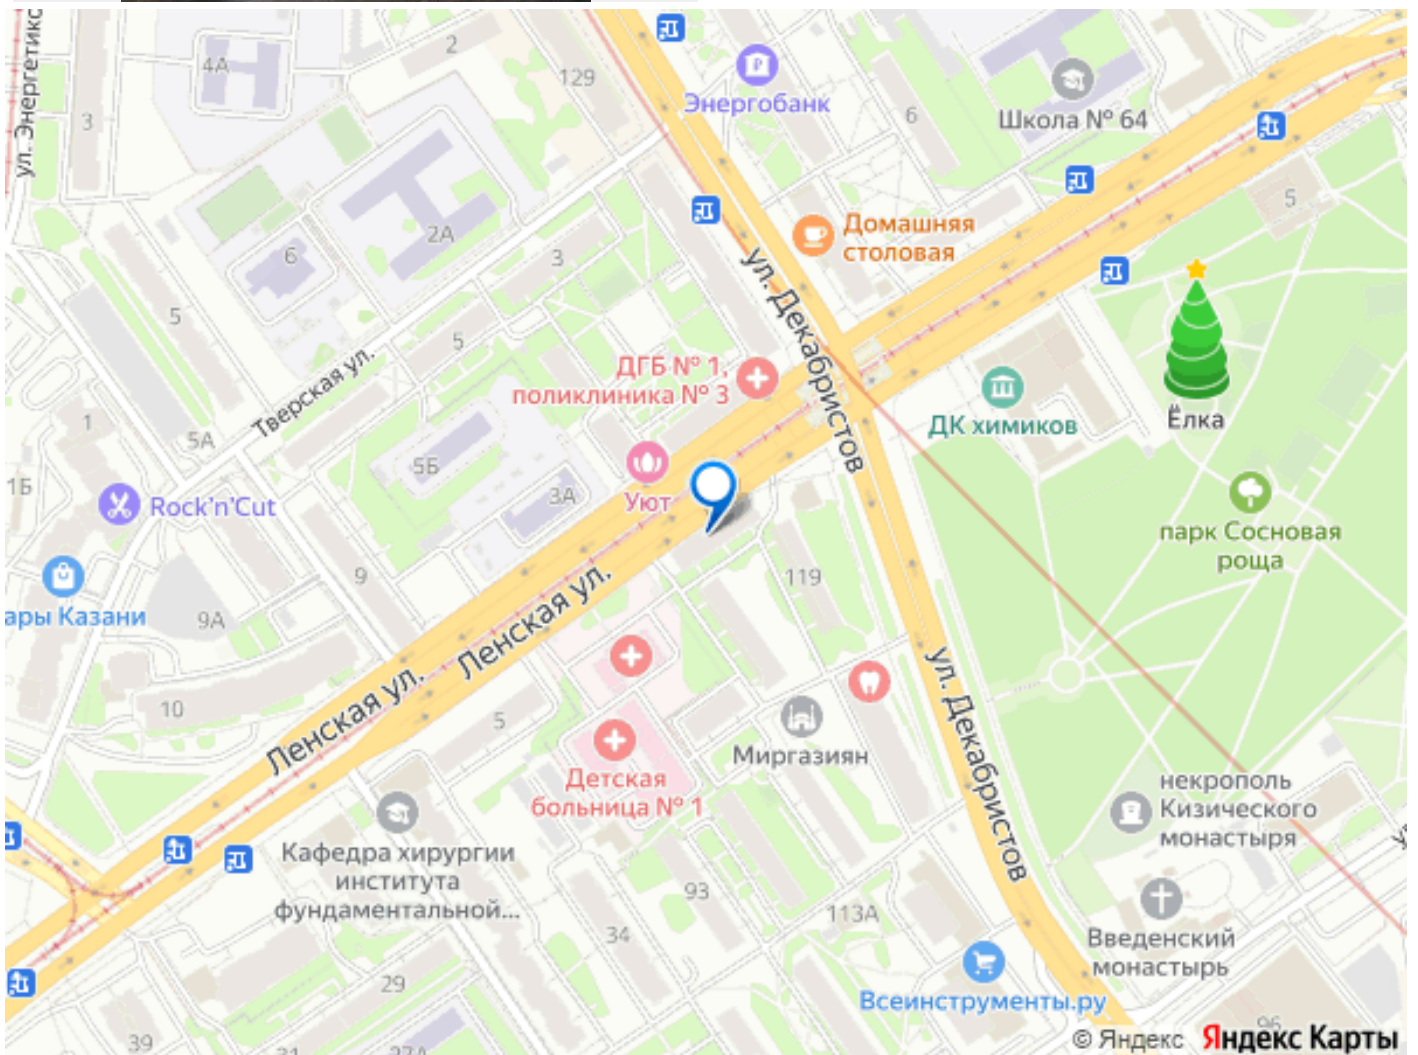 ул. Энергетикс
4А
2
129
3
Энергобанк
6
Школа № 64
5
2А
6
3
Домашняя
столовая
ул. Декабристов
5
5
ДГБ № 1,
поликлиника № 3
Тверская ул.
1
5А
5Б
3А
1Б
Rock'n'Cut
Уют
ДК химиков
Ёлка
парк Сосновая
роща
9
119
ары Казани
9А
Ленская ул.
Ленская ул.
10
5
ул. Декабристов
Миргазиян
Детская
больница № 1
некрополь
Кизического
монастыря
Кафедра хирургии
института
фундаментальной...
93
113А
34
Введенский
монастырь
29
Всеинструменты.ру
39
31
27А
96
© Яндекс Яндекс Карты